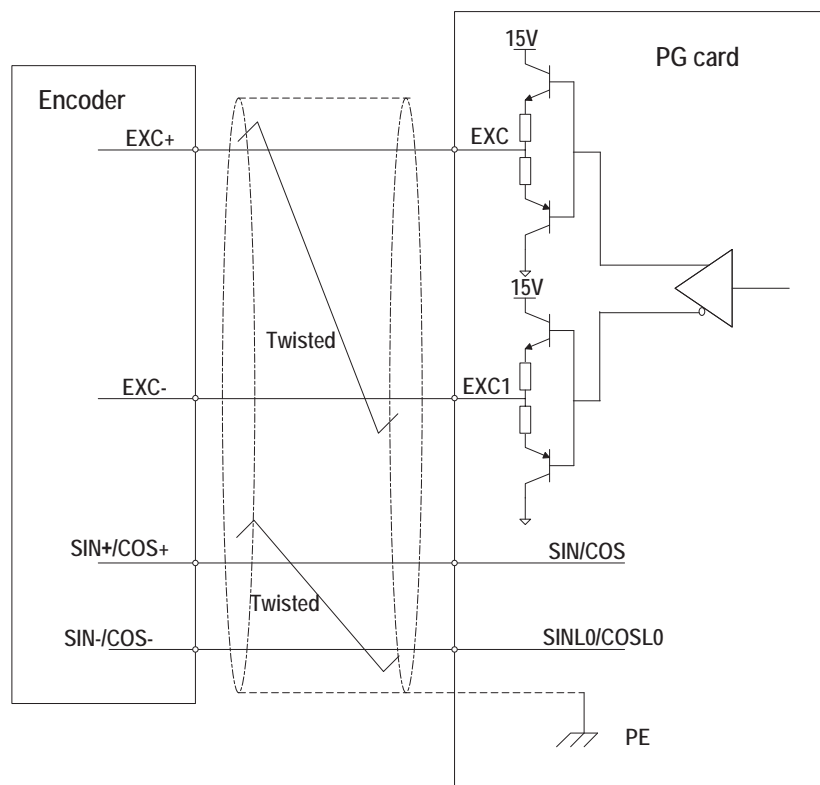 15V
PG card
Encoder
EXC+
EXC
15V
Twisted
EXC-
EXC1
SIN+/COS+
SIN/COS
Twisted
SIN-/COS-
SINL0/COSL0
PE